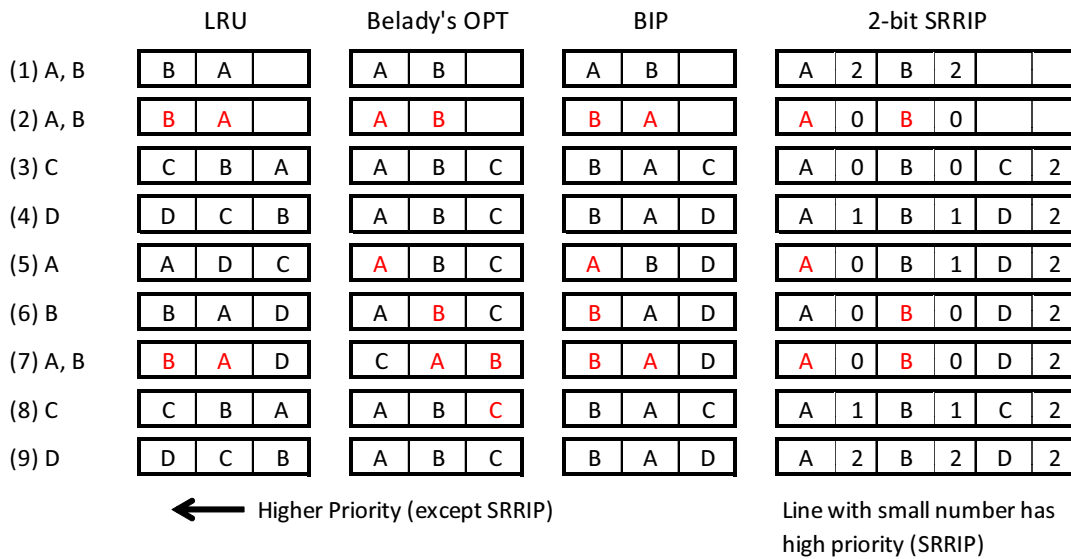 LRU Belady's OPT BIP 2-bit SRRIP
(1) A, B B A A B A B A 2 B 2
(2) A, B B A A B B A A 0 B 0
(3) C C B A A B C B A C A 0 B 0 C 2
(4) D D C B A B C B A D A 1 B 1 D 2
(5) A A D C A B C A B D A 0 B 1 D 2
(6) B B A D A B C B A D A 0 B 0 D 2
(7) A, B B A D C A B B A D A 0 B 0 D 2
(8) C C B A A B C B A C A 1 B 1 C 2
(9) D D C B A B C B A D A 2 B 2 D 2
Higher Priority (except SRRIP) Line with small number has
high priority (SRRIP)